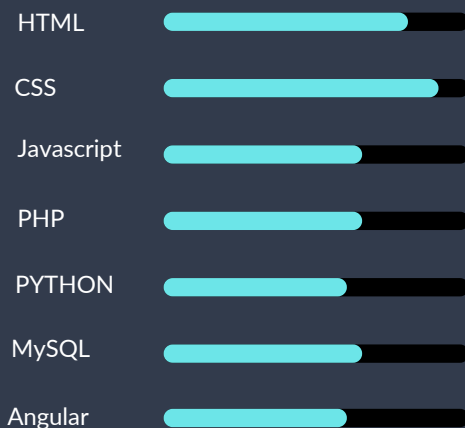 HTML
CSS
Javascript
PHP
PYTHON
MySQL
Angular